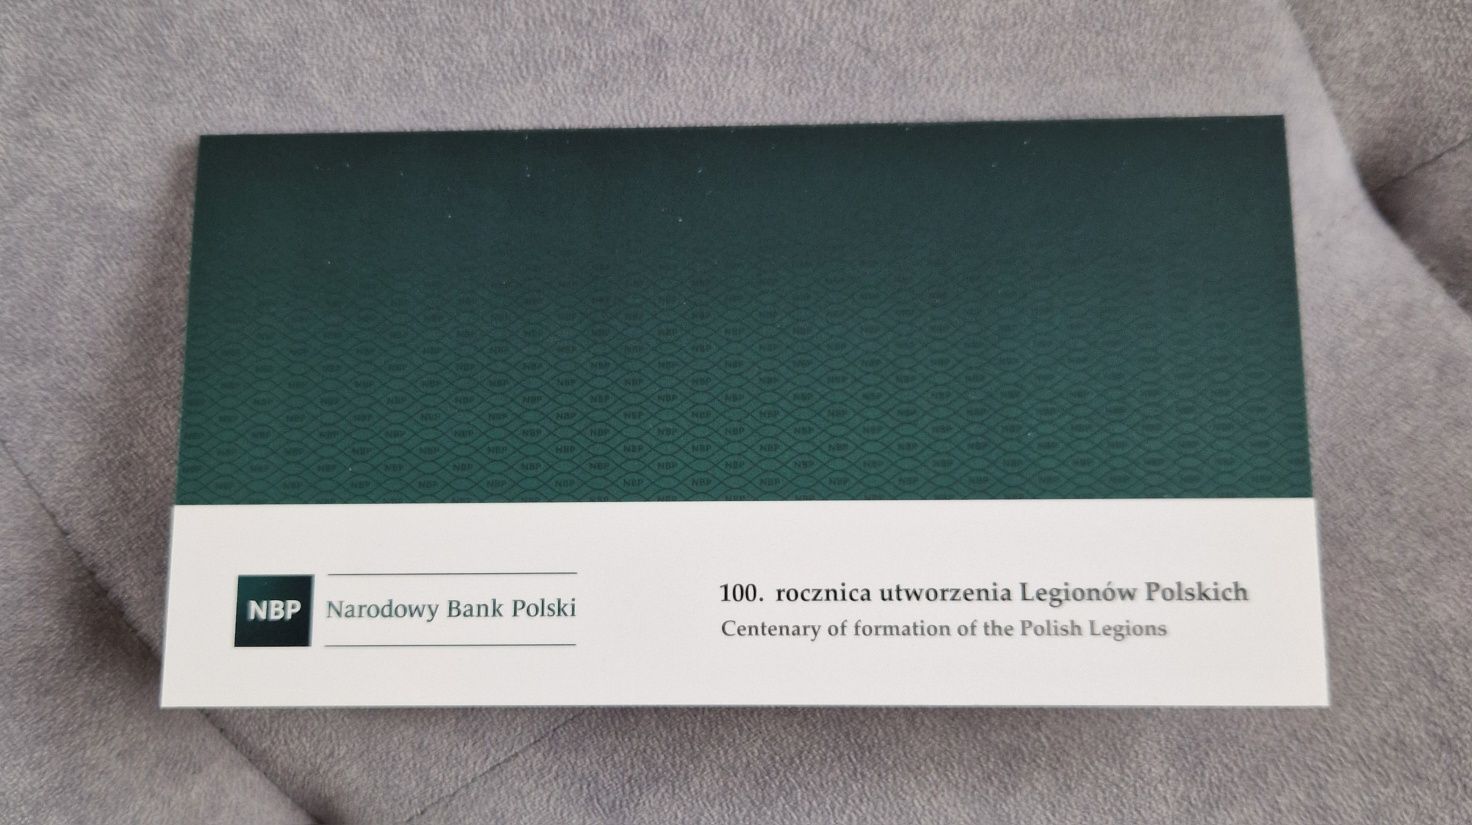 NBP
Narodowy Bank Polski
100. rocznica utworzenia Legionów Polskich
Centenary of formation of the Polish Legions